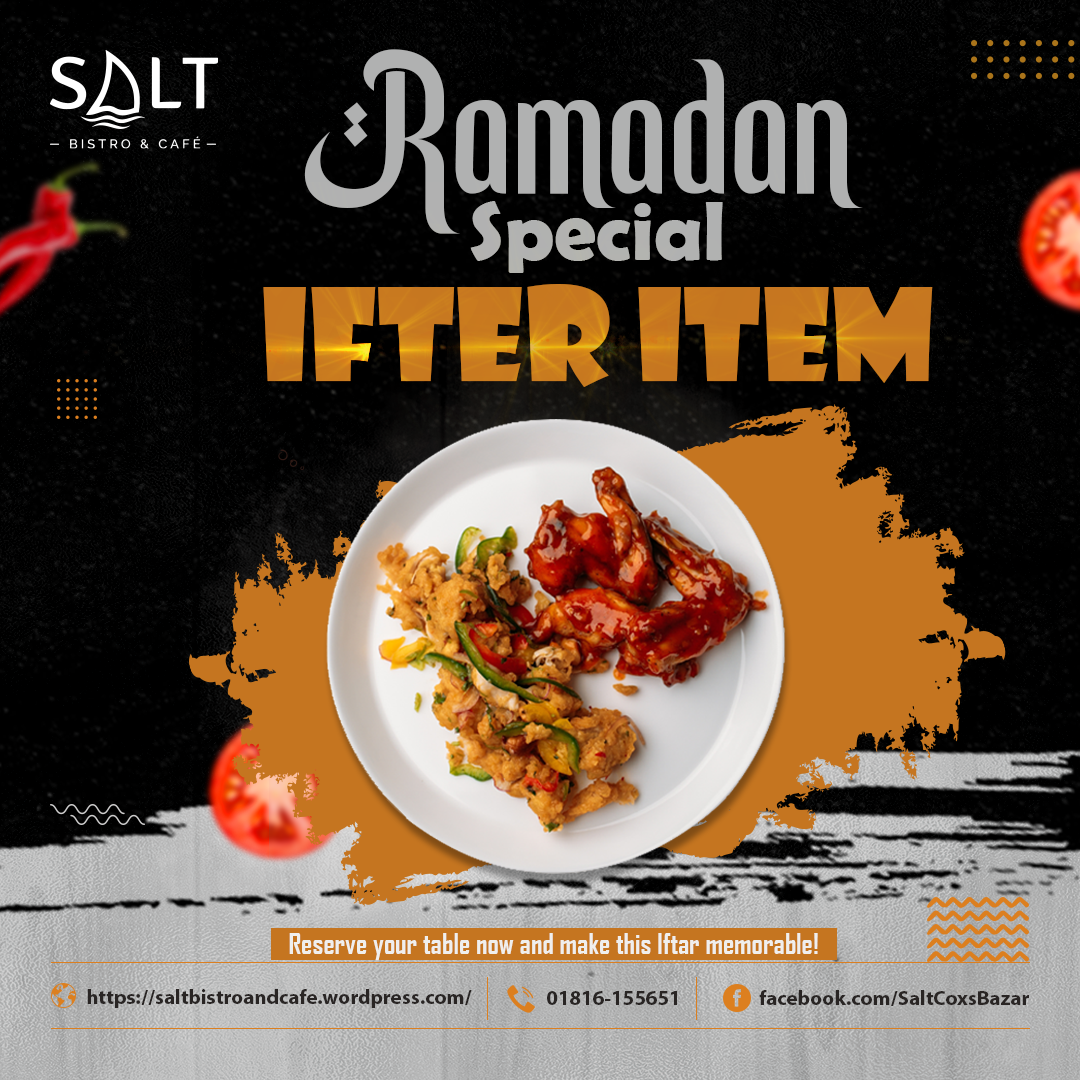 SALT
– BISTRO & CAFÉ –
Ramadan
Special
IFTER ITEM
Reserve your table now and make this Iftar memorable!
https://saltbistroandcafe.wordpress.com/
01816-155651
facebook.com/SaltCoxsBazar